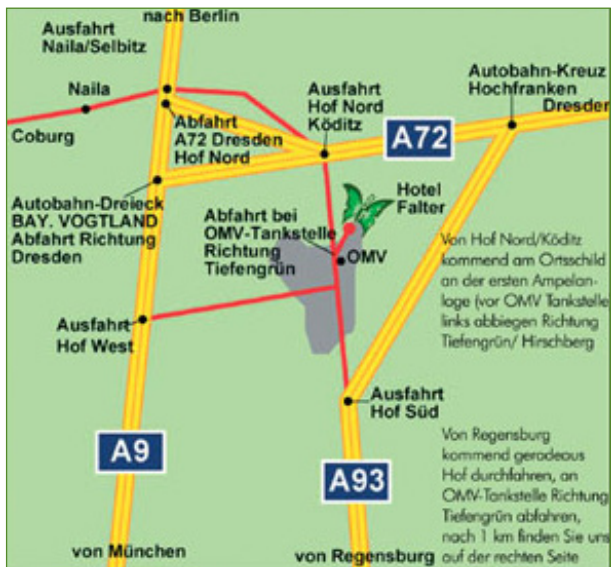 nach Berlin
Ausfahrt
Naila/Selbitz
Naila
Coburg
Abfahrt
A72 Dresden
Hof Nord
Ausfahrt
Hof Nord
Köditz
Autobahn-Kreuz
Hochfranken
Dresden
A72
Autobahn-Dreieck
BAY. VOGTLAND
Abfahrt Richtung
Dresden
Abfahrt bei
OMV-Tankstelle
Richtung
Tiefengrün
Hotel
Falter
OMV
Von Hof Nord/Köditz
kommend am Ortsschild
an der ersten Ampelan-
lage (vor OMV Tankstelle
links abbiegen Richtung
Tiefengrün/ Hirschberg
Ausfahrt
Hof West
Ausfahrt
Hof Süd
A9
A93
Von Regensburg
kommend geradeaus
Hof durchfahren, an
OMV-Tankstelle Richtung
Tiefengrün abfahren,
nach 1 km finden Sie uns
auf der rechten Seite
von München
von Regensburg